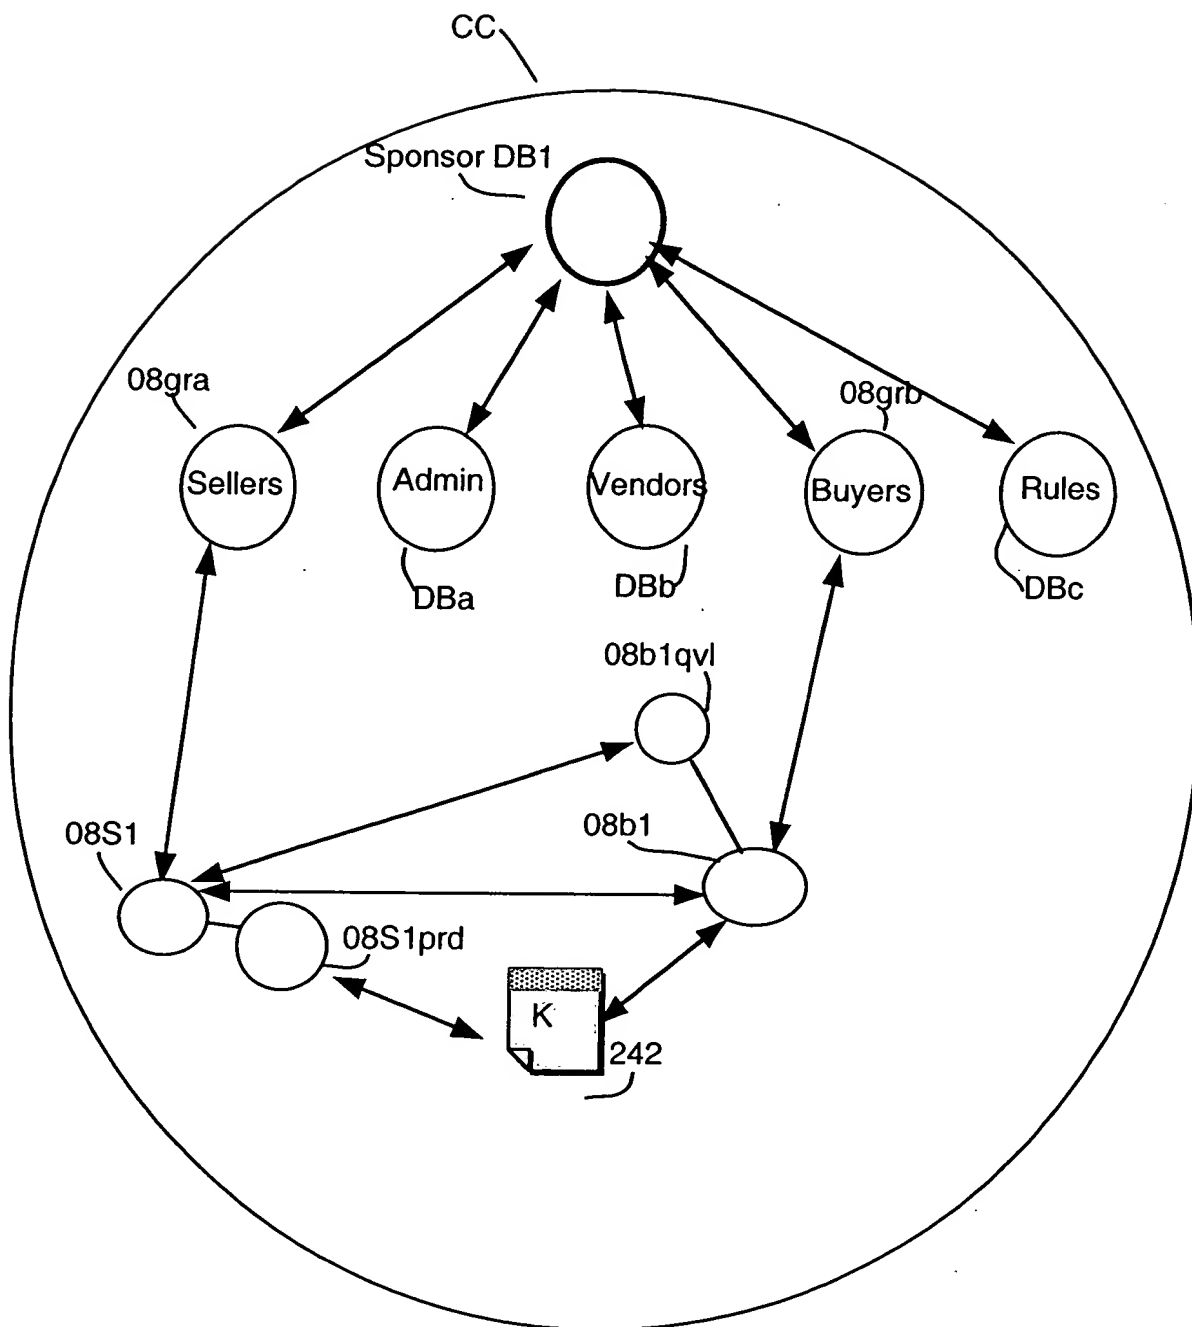 CC
Sponsor DB1
08gra
08grb
Sellers
Admin
Vendors
Buyers
Rules
DBa
DBb
DBc
08b1qvl
08S1
08b1
08S1prd
K
242